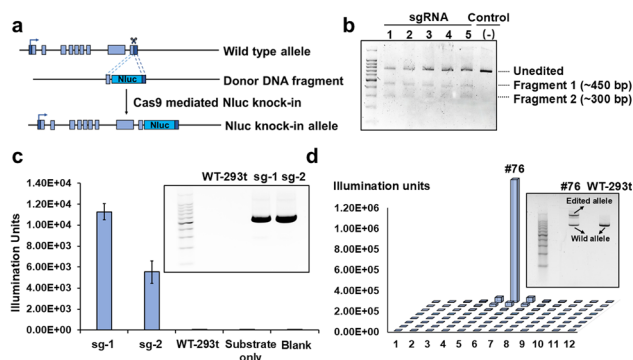 a
Wild type allele
Nluc
Donor DNA fragment
Cas9 mediated Nluc knock-in
Nluc
Nluc knock-in allele
b
sgRNA Control
1 2 3 4 5 (-)
Unedited
Fragment 1 (~450 bp)
Fragment 2 (~300 bp)
c
Illumination Units
1.40E+04
1.20E+04
1.00E+04
8.00E+03
6.00E+03
4.00E+03
2.00E+03
0.00E+00
WT-293t sg-1 sg-2
sg-1 sg-2 WT-293t Substrate only Blank
d
Illumination units
#76
1.20E+06
1.00E+06
8.00E+05
6.00E+05
4.00E+05
2.00E+05
0.00E+00
1 2 3 4 5 6 7 8 9 10 11 12
#76 WT-293t
Edited allele
Wild allele